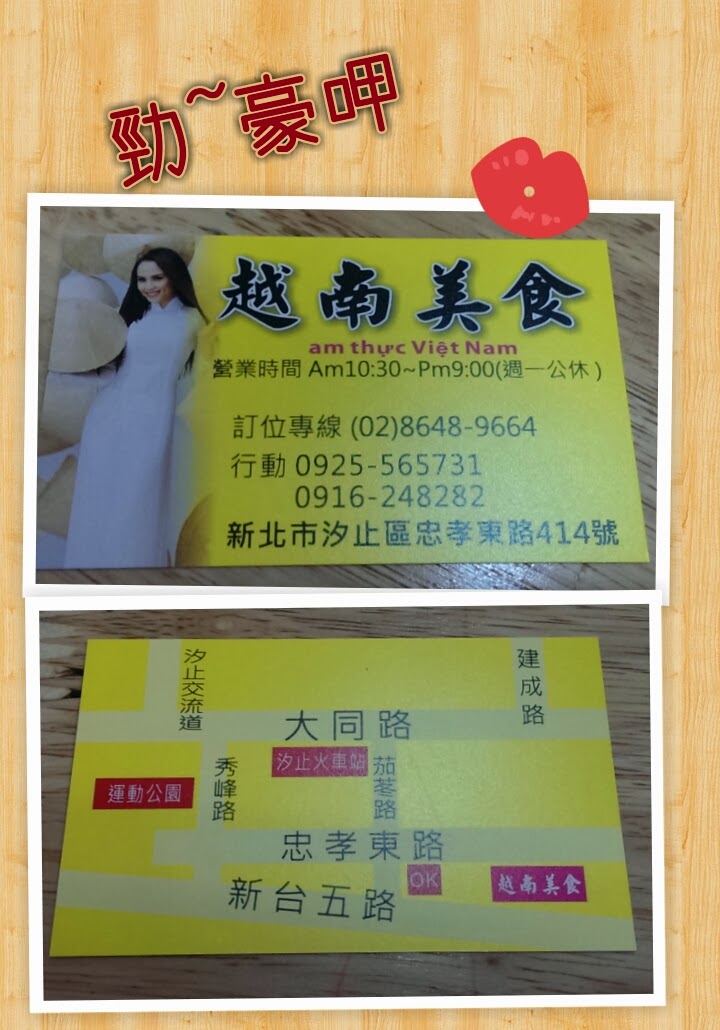 勁~豪呷
越南美食
am thực Việt Nam
營業時間 Am10:30~Pm9:00(週一公休)
訂位專線 (02)8648-9664
行動 0925-565731
0916-248282
新北市汐止區忠孝東路414號
汐止交流道
建成路
大同路
汐止火車站
茄苳路
秀峰路
運動公園
忠孝東路
OK
越南美食
新台五路